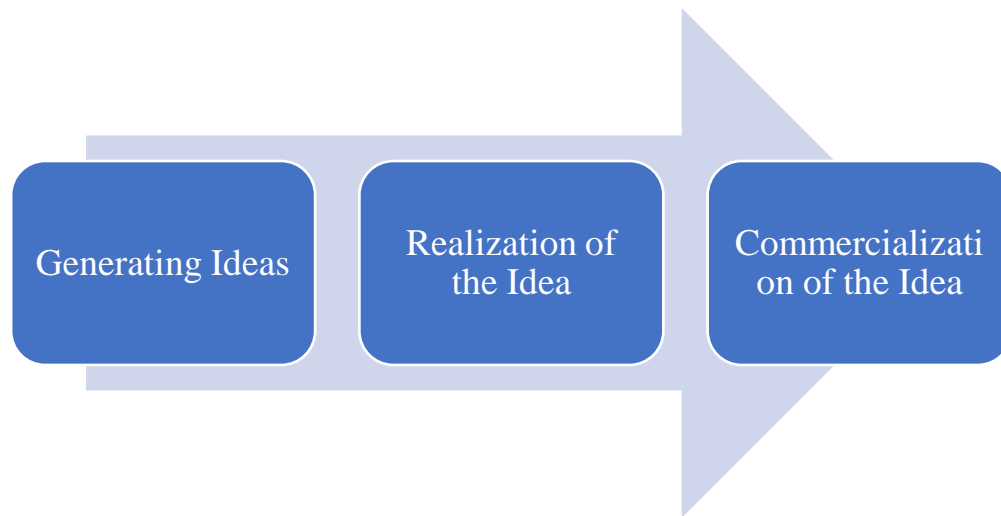 Generating Ideas
Realization of
the Idea
Commercializati
on of the Idea